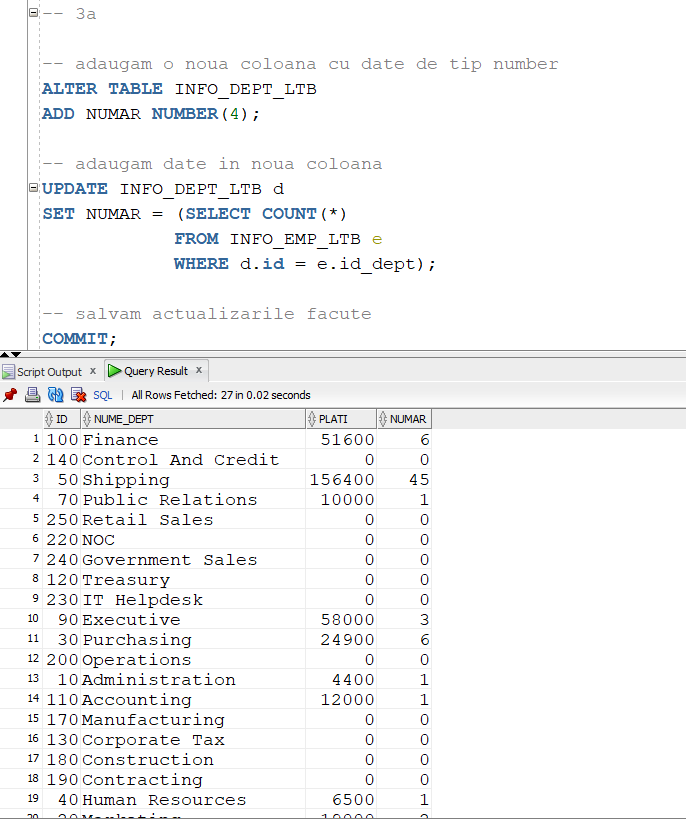 -- 3a
-- adaugam o noua coloana cu date de tip number
ALTER TABLE INFO_DEPT_LTB
ADD NUMAR NUMBER(4);
-- adaugam date in noua coloana
UPDATE INFO_DEPT_LTB d
SET NUMAR = (SELECT COUNT(*)
FROM INFO_EMP_LTB e
WHERE d.id = e.id_dept);
-- salvam actualizarile facute
COMMIT;
Script Output x Query Result x
SQL | All Rows Fetched: 27 in 0.02 seconds
ID NUME_DEPT PLATI NUMAR
1 100 Finance 51600 6
2 140 Control And Credit 0 0
3 50 Shipping 156400 45
4 70 Public Relations 10000 1
5 250 Retail Sales 0 0
6 220 NOC 0 0
7 240 Government Sales 0 0
8 120 Treasury 0 0
9 230 IT Helpdesk 0 0
10 90 Executive 58000 3
11 30 Purchasing 24900 6
12 200 Operations 0 0
13 10 Administration 4400 1
14 110 Accounting 12000 1
15 170 Manufacturing 0 0
16 130 Corporate Tax 0 0
17 180 Construction 0 0
18 190 Contracting 0 0
19 40 Human Resources 6500 1
20 20 Marketing 19000 2